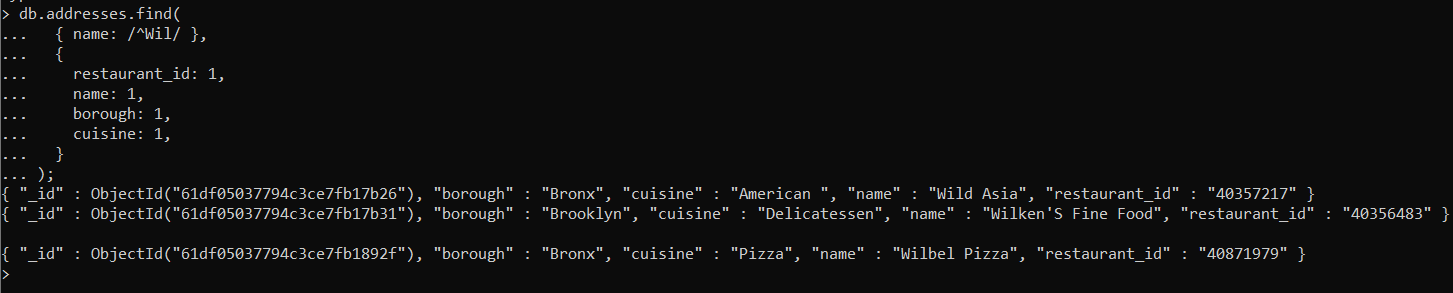 > db.addresses.find(
...   { name: /^Wil/ },
...   {
...     restaurant_id: 1,
...     name: 1,
...     borough: 1,
...     cuisine: 1,
...   }
... );
{ "_id" : ObjectId("61df05037794c3ce7fb17b26"), "borough" : "Bronx", "cuisine" : "American ", "name" : "Wild Asia", "restaurant_id" : "40357217" }
{ "_id" : ObjectId("61df05037794c3ce7fb17b31"), "borough" : "Brooklyn", "cuisine" : "Delicatessen", "name" : "Wilken'S Fine Food", "restaurant_id" : "40356483" }
{ "_id" : ObjectId("61df05037794c3ce7fb1892f"), "borough" : "Bronx", "cuisine" : "Pizza", "name" : "Wilbel Pizza", "restaurant_id" : "40871979" }
>